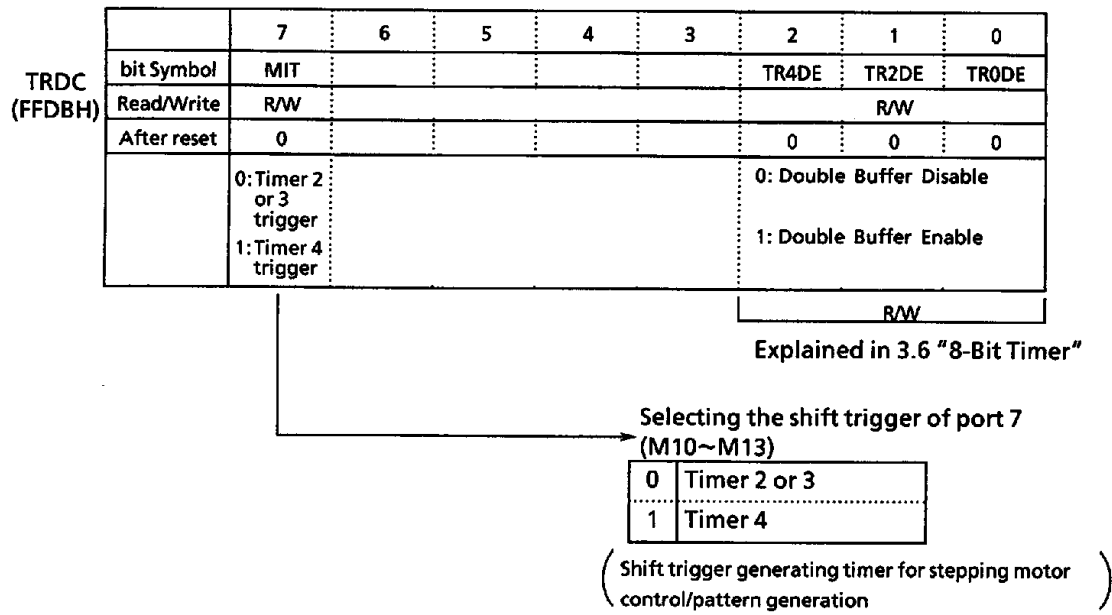 7 6 5 4 3 2 1 0
TRDC
(FFDBH)
bit Symbol MIT TR4DE TR2DE TR0DE
Read/Write R/W R/W
After reset 0 0 0 0
0: Timer 2
or 3
trigger
1: Timer 4
trigger
0: Double Buffer Disable
1: Double Buffer Enable
R/W
Explained in 3.6 "8-Bit Timer"
Selecting the shift trigger of port 7
(M10~M13)
0 Timer 2 or 3
1 Timer 4
(Shift trigger generating timer for stepping motor
control/pattern generation)